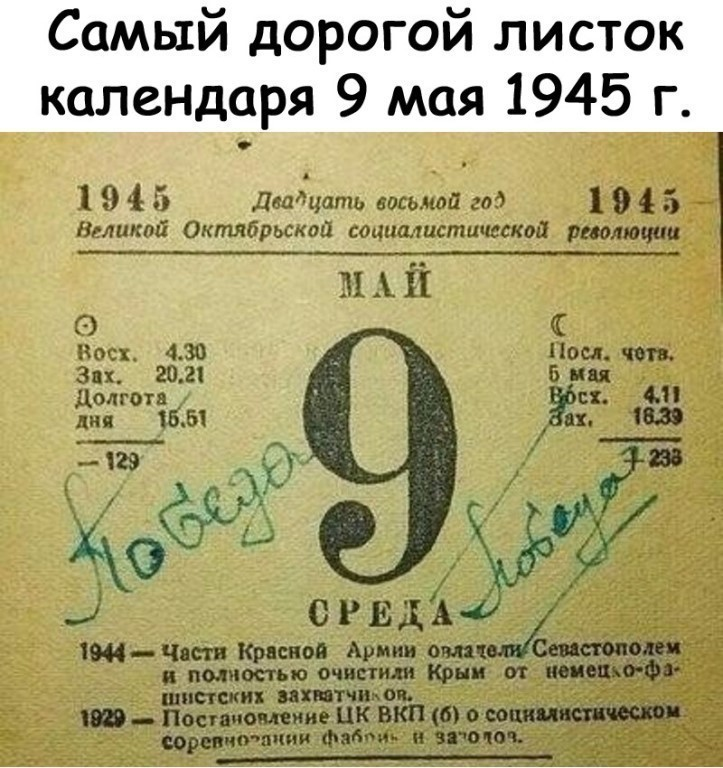 Самый дорогой листок
календаря 9 мая 1945 г.
1945 Двадцать восьмой год 1945
Великой Октябрьской социалистической революции
МАЙ
Восх. 4.30
Зах. 20.21
Долгота
дня 15.51
— 129
9
Посл. четв.
5 мая
Восх. 4.11
Зах. 16.39
+ 236
Победа
Победа
СРЕДА
1944 — Части Красной Армии овладели Севастополем
и полностью очистили Крым от немецко-фа-
шистских захватчиков.
1929 — Постановление ЦК ВКП (б) о социалистическом
соревновании фабрик и заводов.